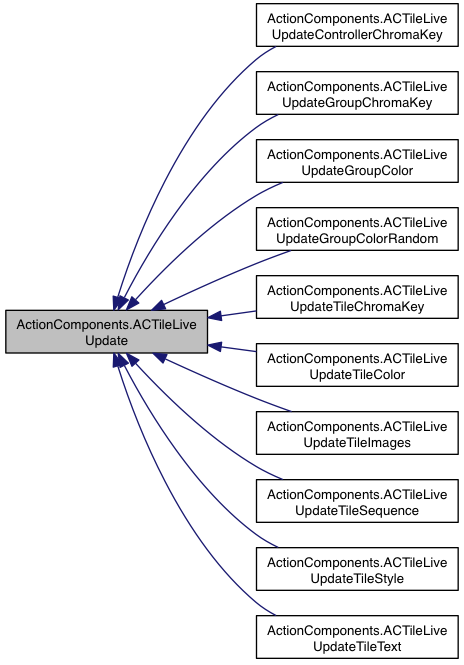 ActionComponents.ACTileLive
UpdateControllerChromaKey
ActionComponents.ACTileLive
UpdateGroupChromaKey
ActionComponents.ACTileLive
UpdateGroupColor
ActionComponents.ACTileLive
UpdateGroupColorRandom
ActionComponents.ACTileLive
UpdateTileChromaKey
ActionComponents.ACTileLive
Update
ActionComponents.ACTileLive
UpdateTileColor
ActionComponents.ACTileLive
UpdateTileImages
ActionComponents.ACTileLive
UpdateTileSequence
ActionComponents.ACTileLive
UpdateTileStyle
ActionComponents.ACTileLive
UpdateTileText